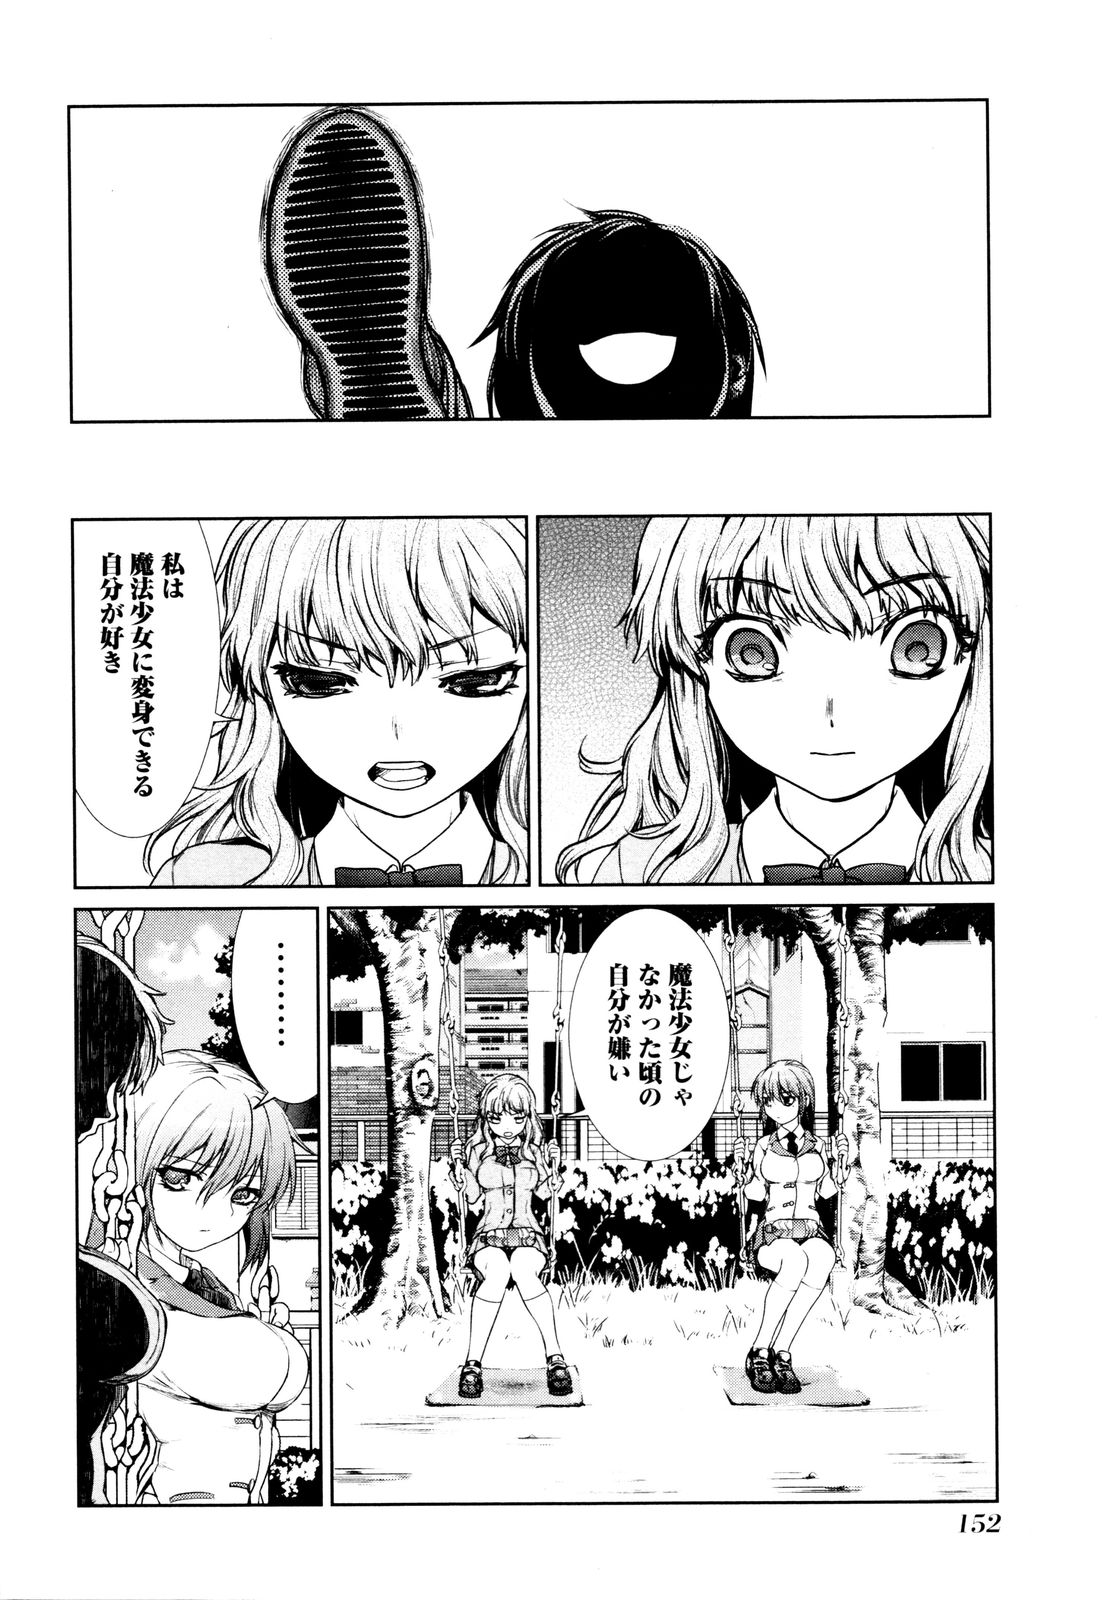 私は
魔法少女に変身できる
自分が好き
魔法少女じゃ
なかった頃の
自分が嫌い
………
152